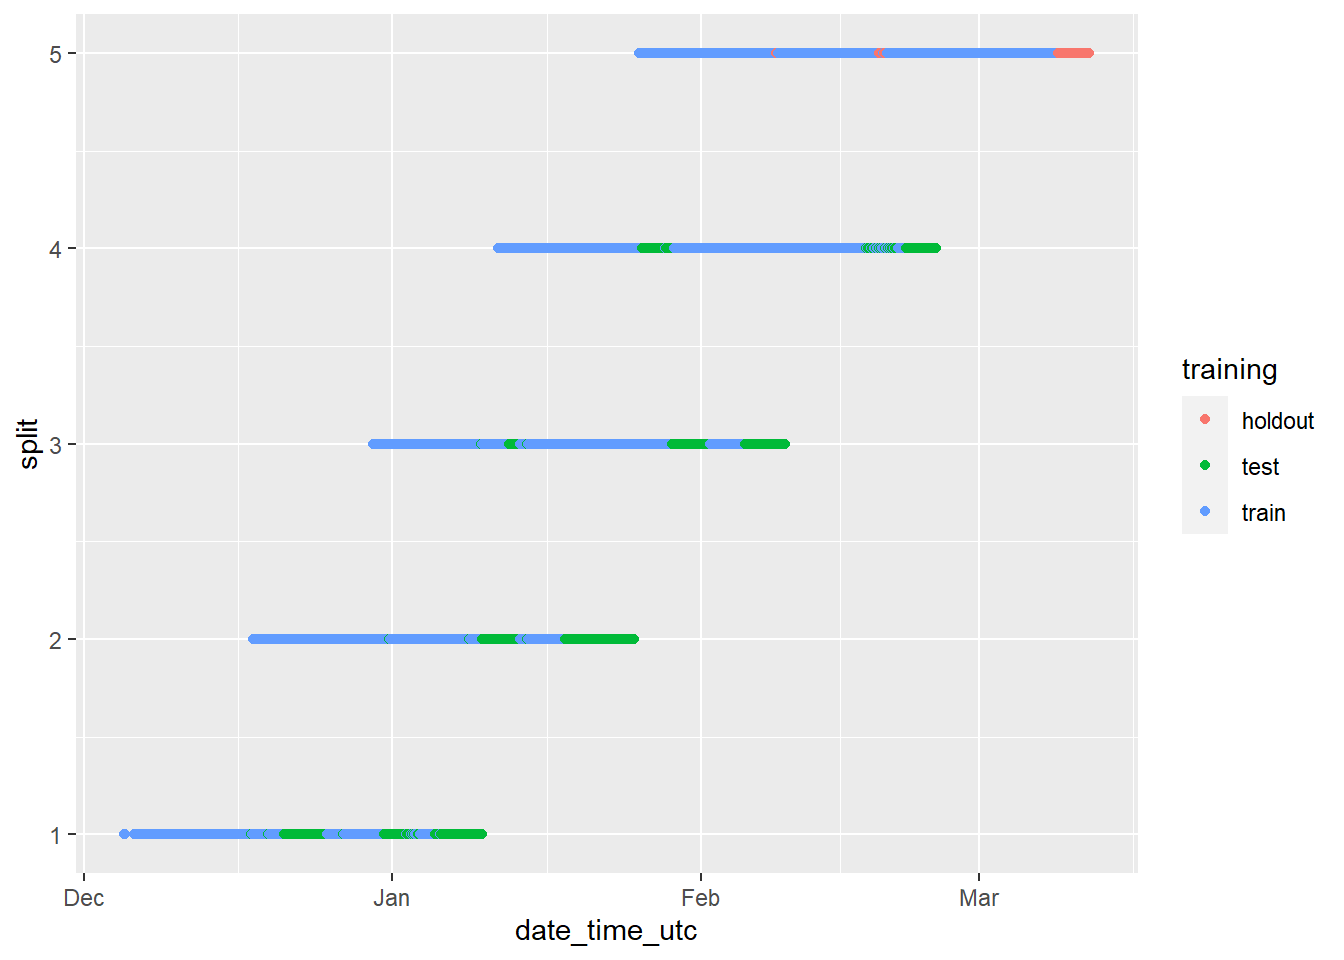 5
4
3
2
1
split
Dec
Jan
Feb
Mar
date_time_utc
training
holdout
test
train